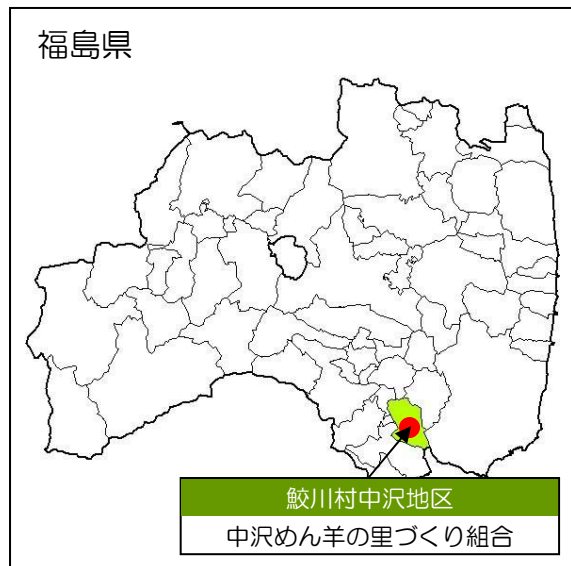 福島県
鮫川村中沢地区
中沢めん羊の里づくり組合